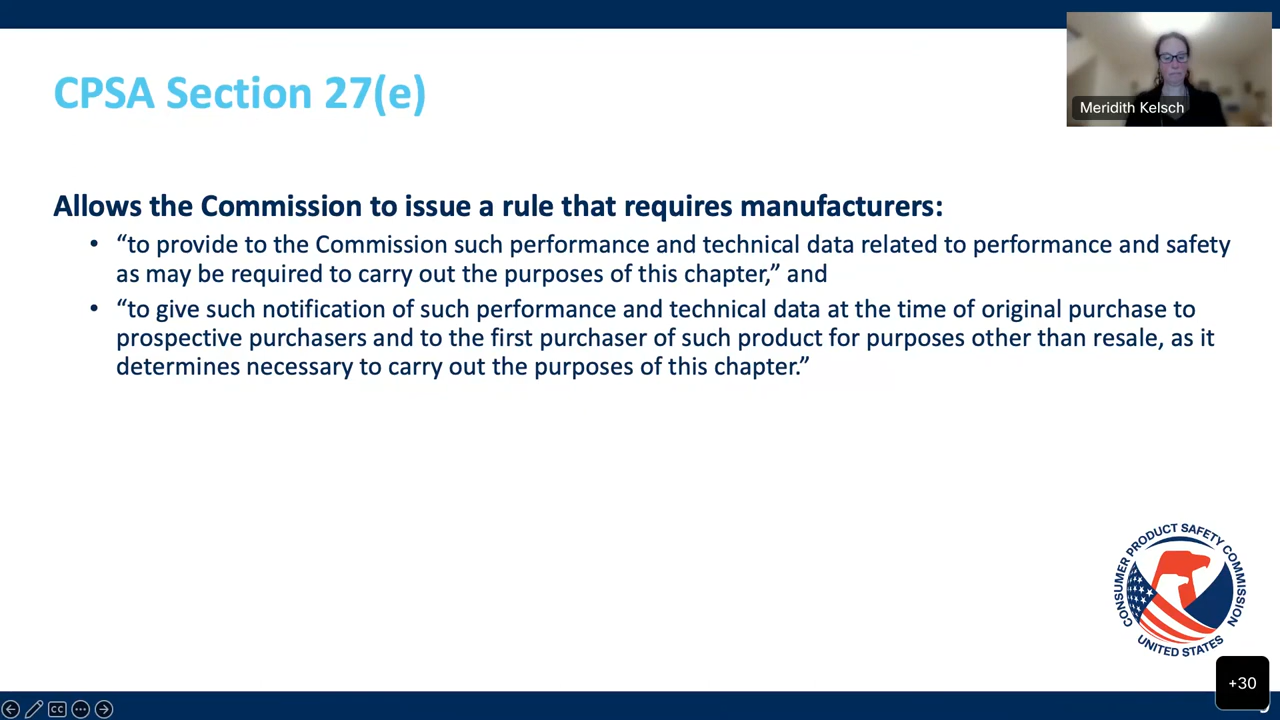 CPSA Section 27(e)
Meridith Kelsch
Allows the Commission to issue a rule that requires manufacturers:
• “to provide to the Commission such performance and technical data related to performance and safety
as may be required to carry out the purposes of this chapter,” and
• “to give such notification of such performance and technical data at the time of original purchase to
prospective purchasers and to the first purchaser of such product for purposes other than resale, as it
determines necessary to carry out the purposes of this chapter.”
CONSUMER PRODUCT SAFETY COMMISSION
UNITED STATES
+30
CC